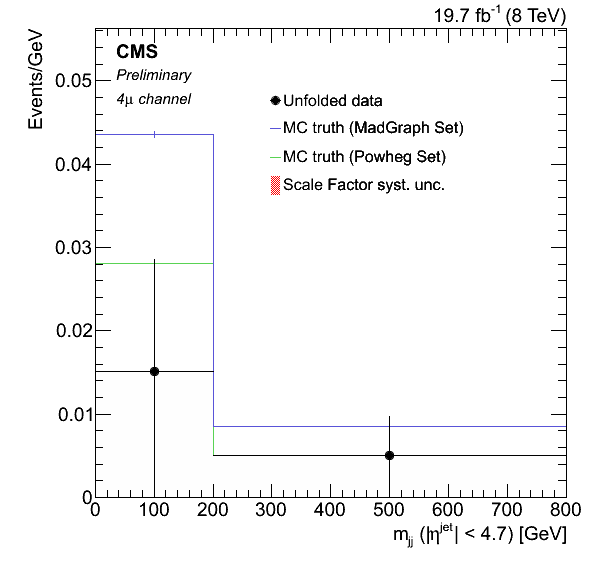 19.7 fb⁻¹ (8 TeV)
Events/GeV
CMS
Preliminary
4μ channel
Unfolded data
MC truth (MadGraph Set)
MC truth (Powheg Set)
Scale Factor syst. unc.
0.05
0.04
0.03
0.02
0.01
0
0 100 200 300 400 500 600 700 800
m_jj (|η^jet| < 4.7) [GeV]